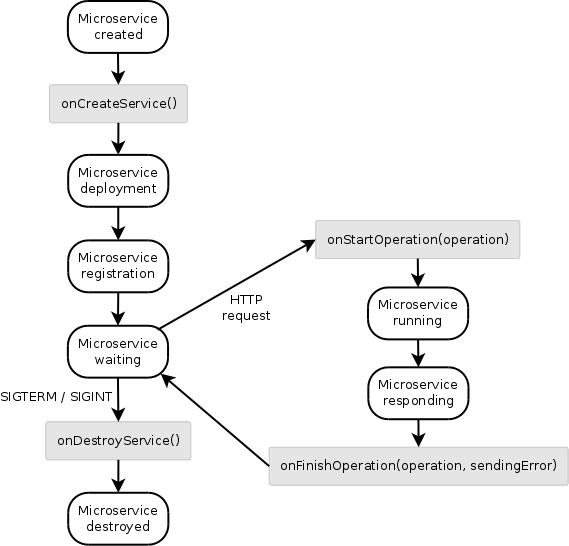 Microservice
created
onCreateService()
Microservice
deployment
Microservice
registration
Microservice
waiting
SIGTERM / SIGINT
onDestroyService()
Microservice
destroyed
HTTP
request
onStartOperation(operation)
Microservice
running
Microservice
responding
onFinishOperation(operation, sendingError)